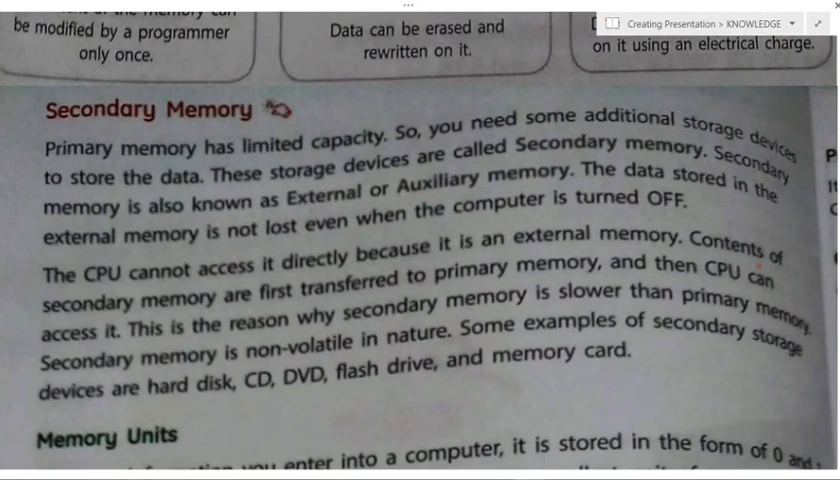 Creating Presentation > KNOWLEDGE
be modified by a programmer
only once.
Data can be erased and
rewritten on it.
on it using an electrical charge.
Secondary Memory
Primary memory has limited capacity. So, you need some additional storage devices
to store the data. These storage devices are called Secondary memory. Secondary
memory is also known as External or Auxiliary memory. The data stored in the
external memory is not lost even when the computer is turned OFF.
The CPU cannot access it directly because it is an external memory. Contents of
secondary memory are first transferred to primary memory, and then CPU can
access it. This is the reason why secondary memory is slower than primary memory.
Secondary memory is non-volatile in nature. Some examples of secondary storage
devices are hard disk, CD, DVD, flash drive, and memory card.
Memory Units
you enter into a computer, it is stored in the form of 0 and